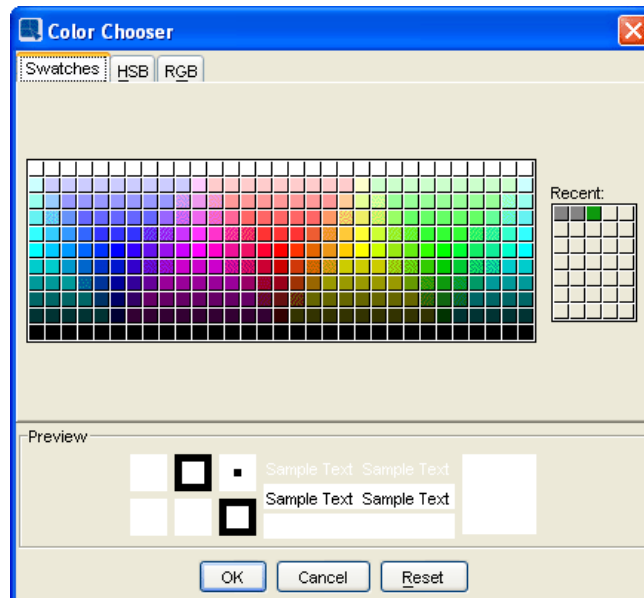 Color Chooser
Swatches HSB RGB
Recent:
Preview
Sample Text Sample Text
Sample Text Sample Text
OK Cancel Reset